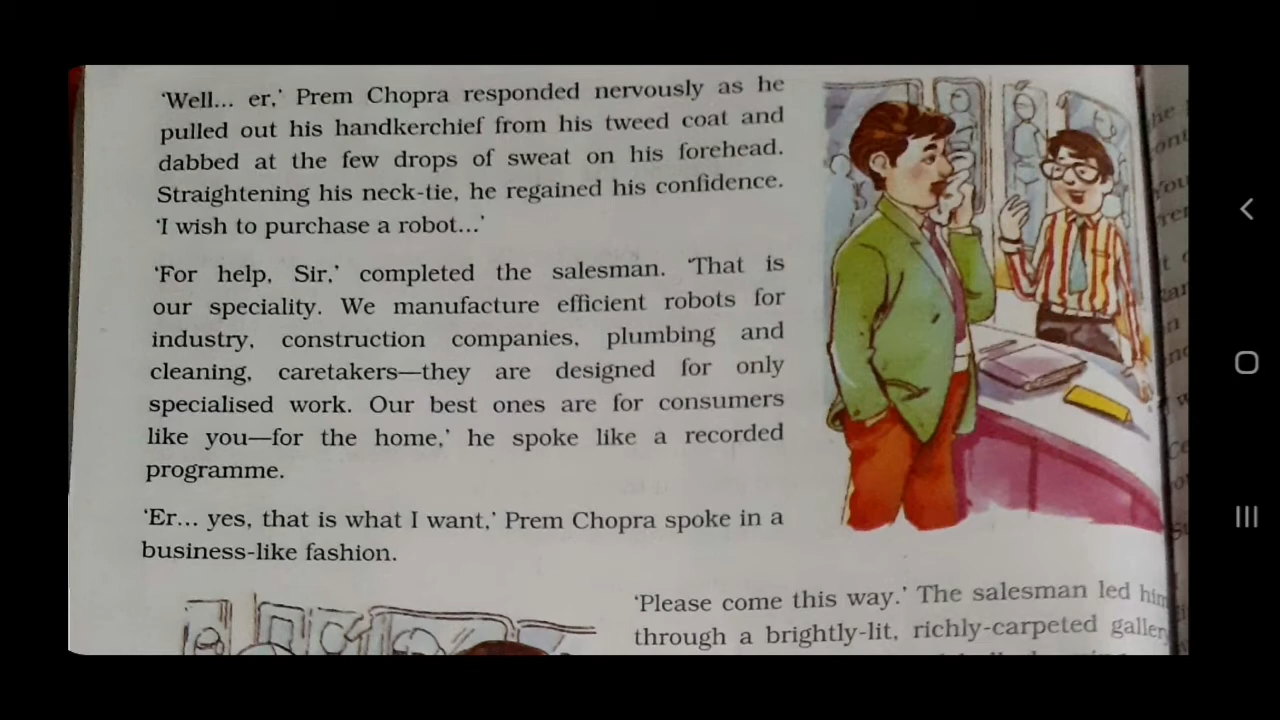 ‘Well... er,’ Prem Chopra responded nervously as he
pulled out his handkerchief from his tweed coat and
dabbed at the few drops of sweat on his forehead.
Straightening his neck-tie, he regained his confidence.
‘I wish to purchase a robot...’
‘For help, Sir,’ completed the salesman. ‘That is
our speciality. We manufacture efficient robots for
industry, construction companies, plumbing and
cleaning, caretakers—they are designed for only
specialised work. Our best ones are for consumers
like you—for the home,’ he spoke like a recorded
programme.
‘Er... yes, that is what I want,’ Prem Chopra spoke in a
business-like fashion.
‘Please come this way.’ The salesman led him
through a brightly-lit, richly-carpeted